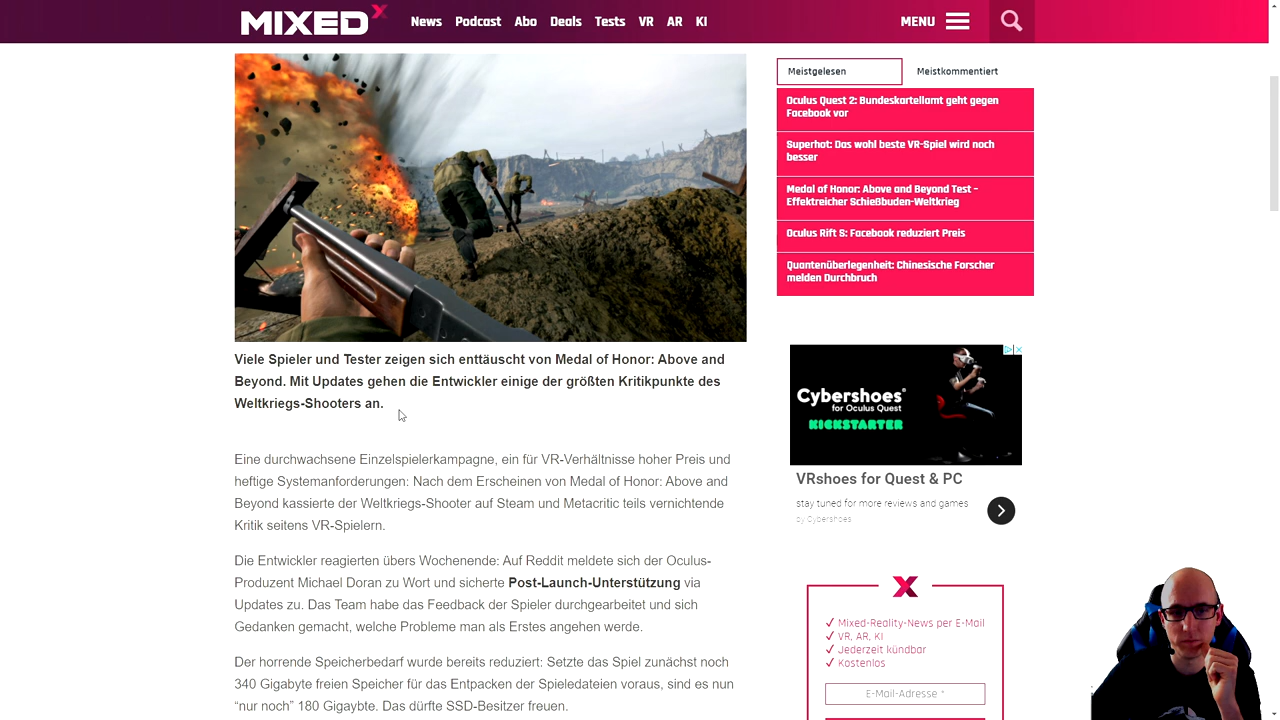 MIXED
News Podcast Abo Deals Tests VR AR KI
MENU
Meistgelesen Meistkommentiert
Oculus Quest 2: Bundeskartellamt geht gegen
Facebook vor
Superhot: Das wohl beste VR-Spiel wird noch
besser
Medal of Honor: Above and Beyond Test –
Effektreicher Schießbuden-Weltkrieg
Oculus Rift S: Facebook reduziert Preis
Quantenüberlegenheit: Chinesische Forscher
melden Durchbruch
Viele Spieler und Tester zeigen sich enttäuscht von Medal of Honor: Above and
Beyond. Mit Updates gehen die Entwickler einige der größten Kritikpunkte des
Weltkriegs-Shooters an.
Eine durchwachsene Einzelspielerkampagne, ein für VR-Verhältnisse hoher Preis und
heftige Systemanforderungen: Nach dem Erscheinen von Medal of Honor: Above and
Beyond kassierte der Weltkriegs-Shooter auf Steam und Metacritic teils vernichtende
Kritik seitens VR-Spielern.
Die Entwickler reagierten übers Wochenende: Auf Reddit meldete sich der Oculus-
Produzent Michael Doran zu Wort und sicherte Post-Launch-Unterstützung via
Updates zu. Das Team habe das Feedback der Spieler durchgearbeitet und sich
Gedanken gemacht, welche Probleme man als Erstes angehen werde.
Der horrende Speicherbedarf wurde bereits reduziert: Setzte das Spiel zunächst noch
340 Gigabyte freien Speicher für das Entpacken der Spieledateien voraus, sind es nun
“nur noch” 180 Gigaybte. Das dürfte SSD-Besitzer freuen.
Cybershoes®
for Oculus Quest
KICKSTARTER
VRshoes for Quest & PC
stay tuned for more reviews and games
by Cybershoes
✓ Mixed-Reality-News per E-Mail
✓ VR, AR, KI
✓ Jederzeit kündbar
✓ Kostenlos
E-Mail-Adresse *